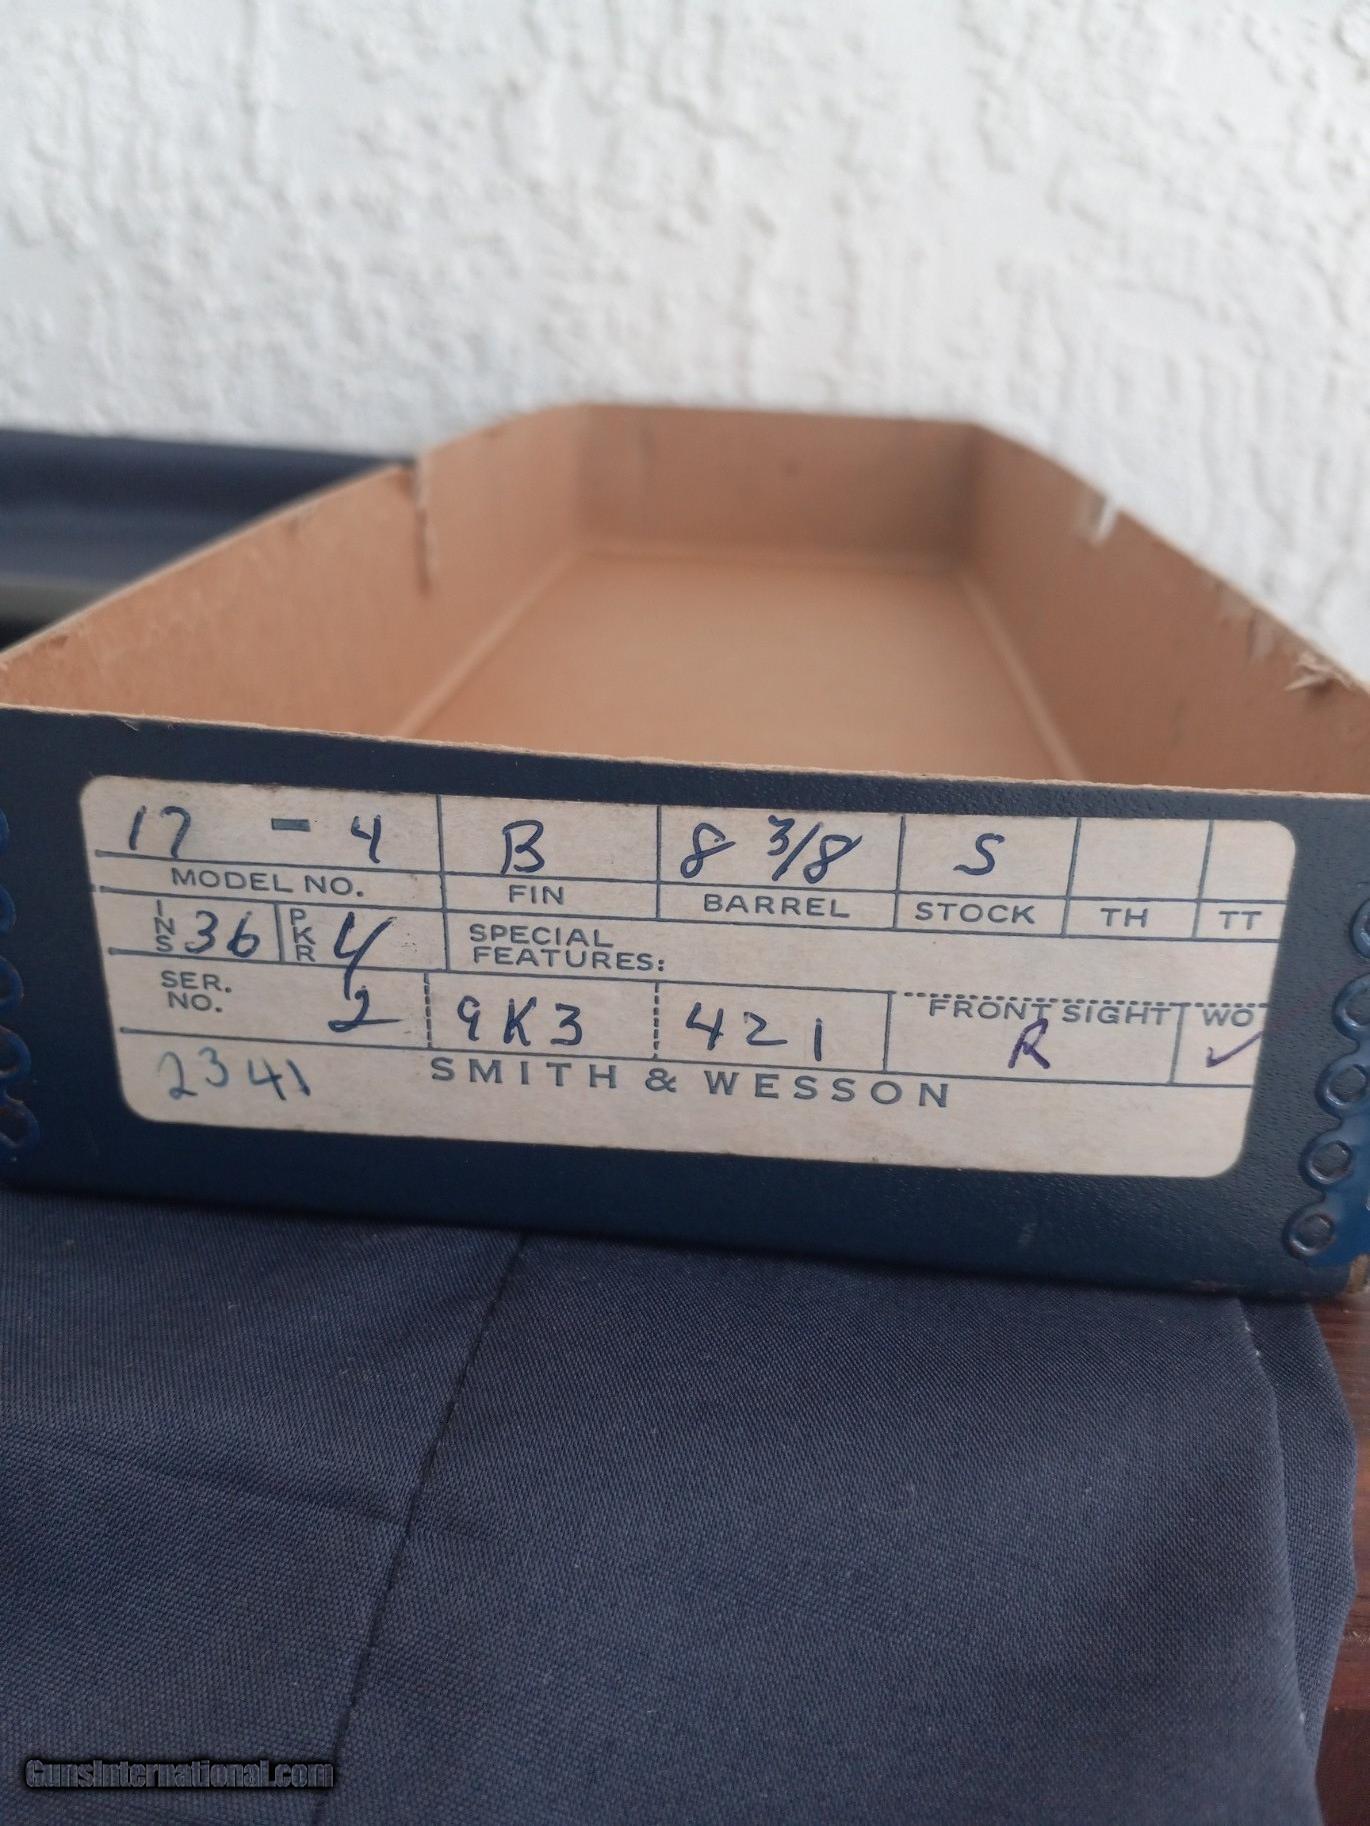 17 - 4 B 8 3/8 S
MODEL NO. FIN BARREL STOCK TH TT
INS 36 PKR 4 SPECIAL
FEATURES:
SER.
NO. 2 9K3 421 FRONT SIGHT R WO ✓
2341 SMITH & WESSON
GunsInternational.com